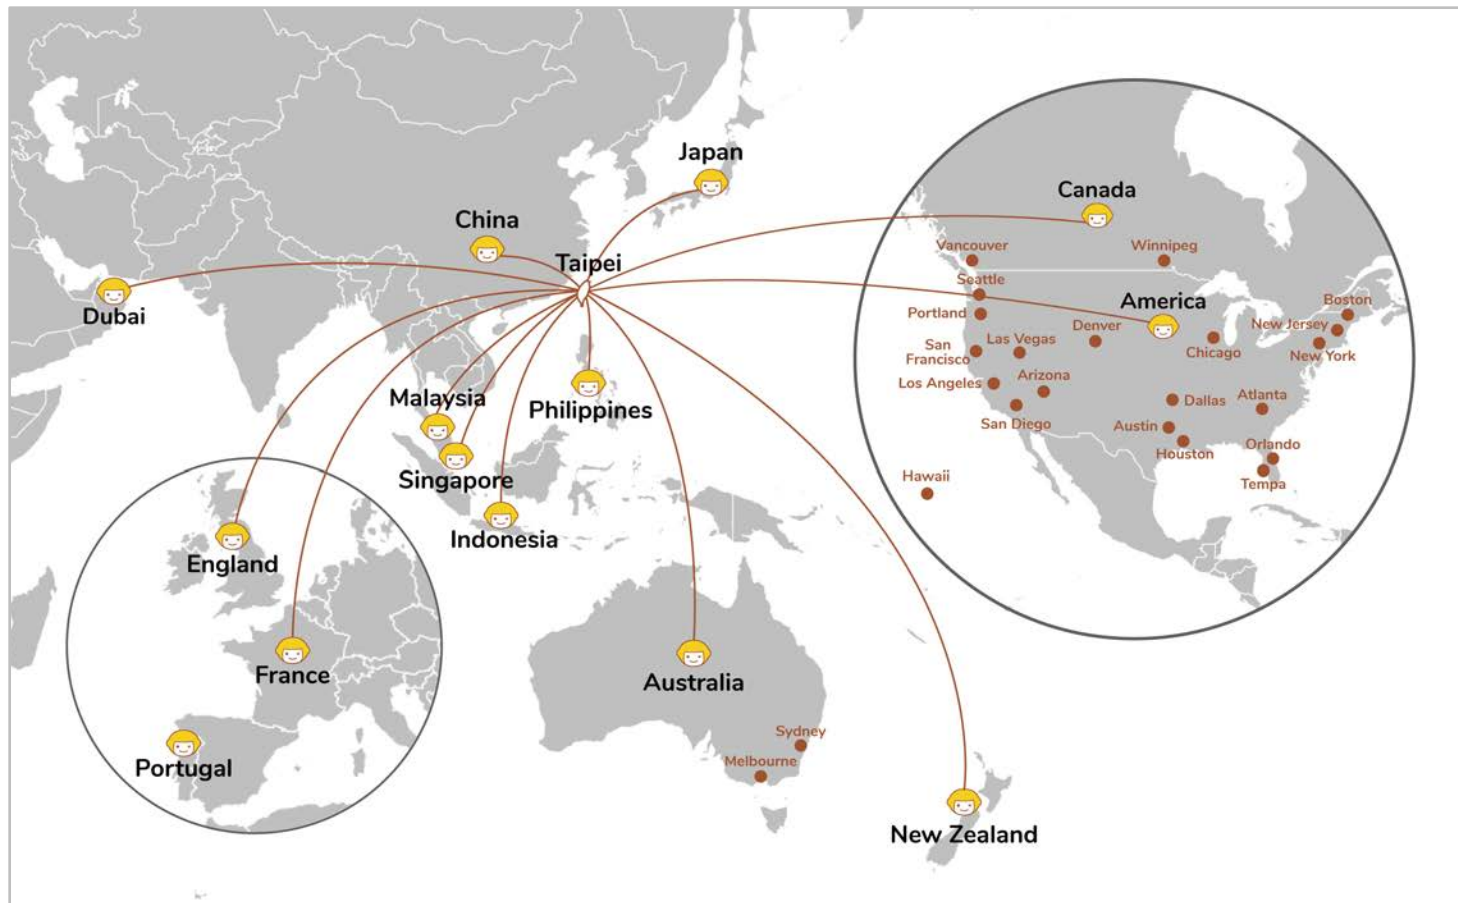 Japan
Canada
China
Vancouver
Winnipeg
Taipei
Seattle
America
Boston
Dubai
Portland
Denver
New Jersey
San
Francisco
Las Vegas
Chicago
New York
Los Angeles
Arizona
Malaysia
Philippines
Dallas
Atlanta
San Diego
Austin
Houston
Orlando
Singapore
Hawaii
Tempa
Indonesia
England
France
Australia
Sydney
Melbourne
Portugal
New Zealand